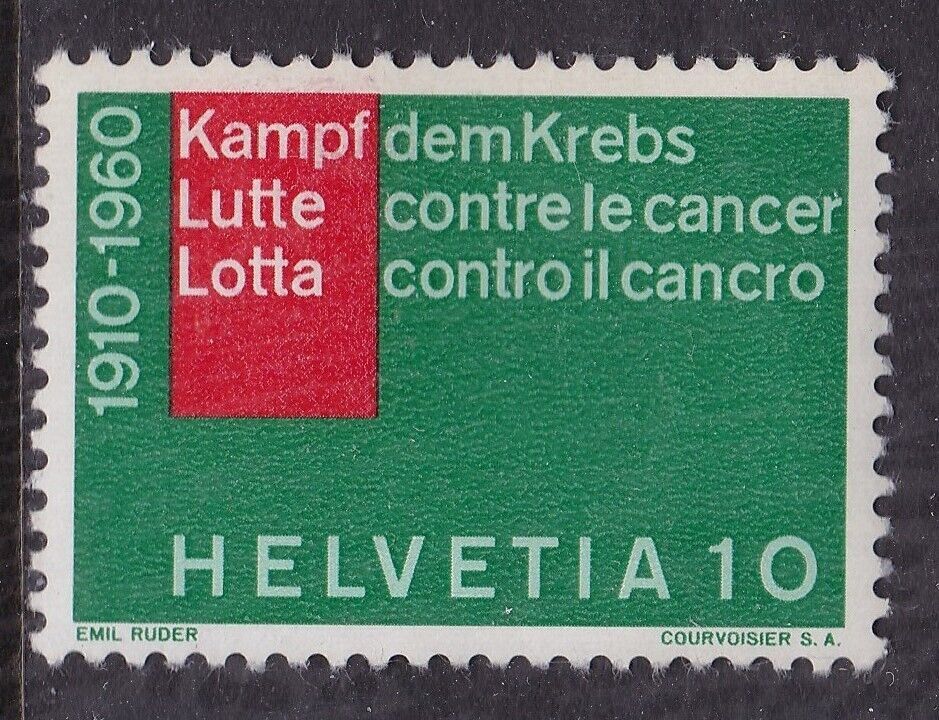 1910-1960
Kampf dem Krebs
Lutte contre le cancer
Lotta contro il cancro
HELVETIA 10
EMIL RUDER
COURVOISIER S. A.